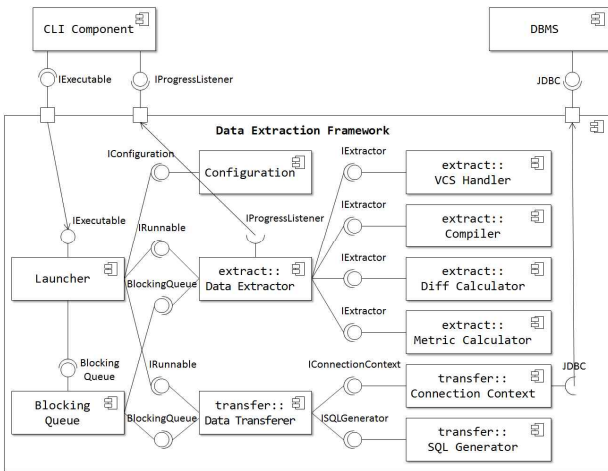 CLI Component
DBMS
IExecutable
IProgressListener
JDBC
Data Extraction Framework
IConfiguration
Configuration
IExtractor
extract::
VCS Handler
IExecutable
IRunnable
IProgressListener
IExtractor
extract::
Compiler
Launcher
BlockingQueue
extract::
Data Extractor
IExtractor
extract::
Diff Calculator
IExtractor
extract::
Metric Calculator
Blocking
Queue
IRunnable
IConnectionContext
JDBC
transfer::
Connection Context
Blocking
Queue
BlockingQueue
transfer::
Data Transferer
ISQLGenerator
transfer::
SQL Generator